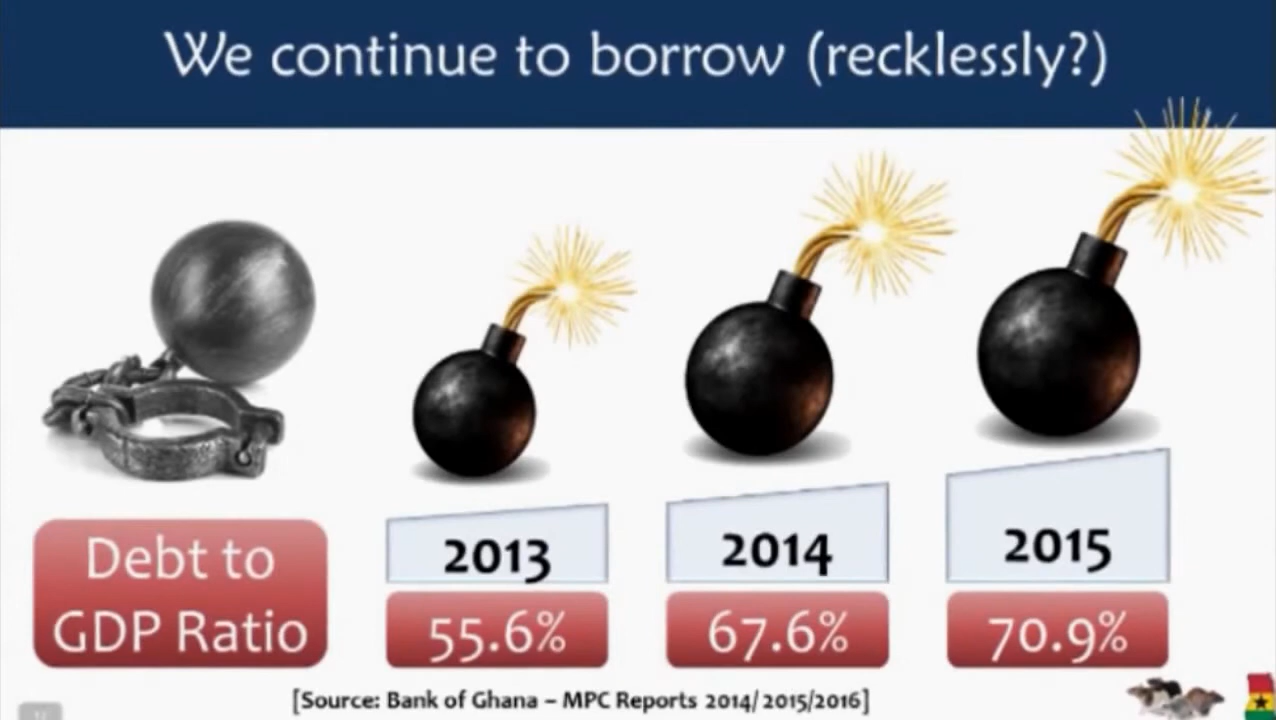 We continue to borrow (recklessly?)
Debt to
GDP Ratio
2013
2014
2015
55.6%
67.6%
70.9%
[Source: Bank of Ghana – MPC Reports 2014/ 2015/2016]